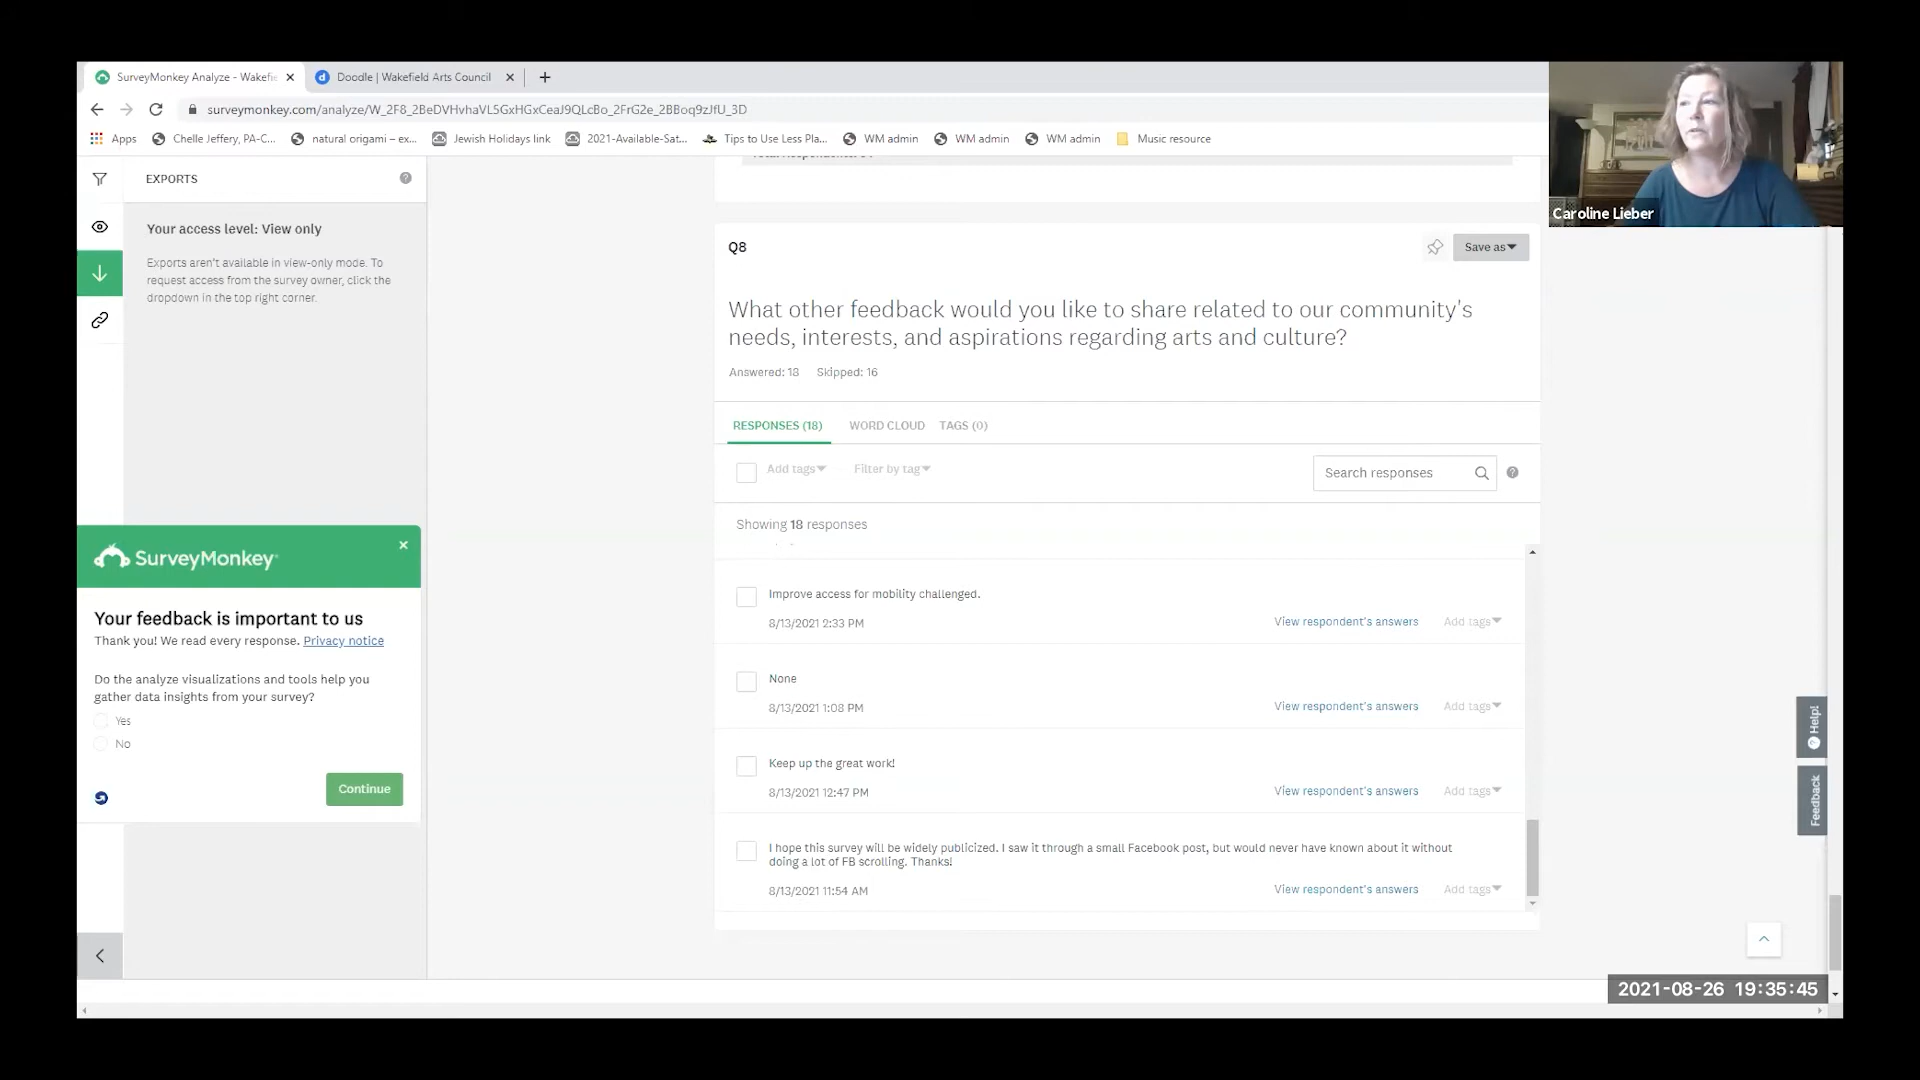 SurveyMonkey Analyze - Wakefi
Doodle | Wakefield Arts Council
surveymonkey.com/analyze/W_2F8_2BeDVHvhaVL5GxHGxCeaJ9QLcBo_2FrG2e_2BBoq9zJfU_3D
Apps
Chelle Jeffery, PA-C...
natural origami – ex...
Jewish Holidays link
2021-Available-Sat...
Tips to Use Less Pla...
WM admin
WM admin
WM admin
Music resource
Caroline Lieber
EXPORTS
Your access level: View only
Exports aren't available in view-only mode. To
request access from the survey owner, click the
dropdown in the top right corner.
Q8
Save as
What other feedback would you like to share related to our community's
needs, interests, and aspirations regarding arts and culture?
Answered: 18 Skipped: 16
RESPONSES (18) WORD CLOUD TAGS (0)
Add tags Filter by tag
Search responses
Showing 18 responses
Improve access for mobility challenged.
8/13/2021 2:33 PM
View respondent's answers Add tags
None
8/13/2021 1:08 PM
View respondent's answers Add tags
Keep up the great work!
8/13/2021 12:47 PM
View respondent's answers Add tags
I hope this survey will be widely publicized. I saw it through a small Facebook post, but would never have known about it without
doing a lot of FB scrolling. Thanks!
8/13/2021 11:54 AM
View respondent's answers Add tags
SurveyMonkey
Your feedback is important to us
Thank you! We read every response. Privacy notice
Do the analyze visualizations and tools help you
gather data insights from your survey?
Yes
No
Continue
Help!
Feedback
2021-08-26 19:35:45